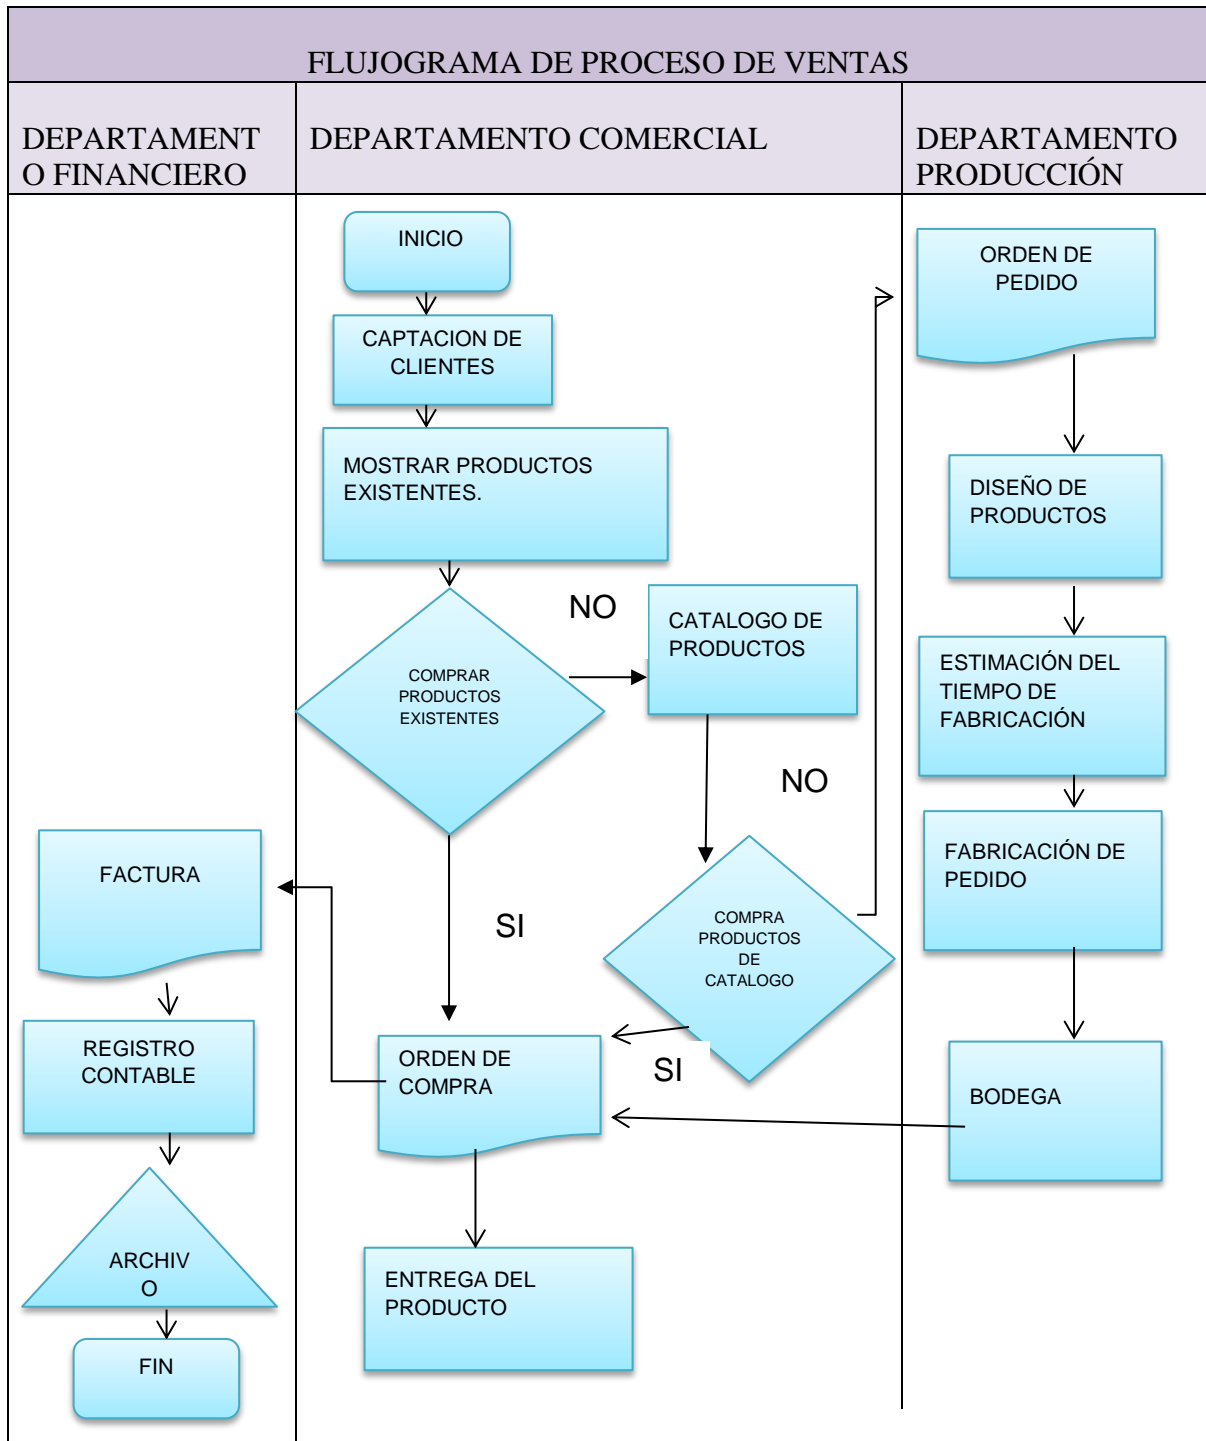 FLUJOGRAMA DE PROCESO DE VENTAS
DEPARTAMENT
O FINANCIERO
DEPARTAMENTO COMERCIAL
DEPARTAMENTO
PRODUCCIÓN
INICIO
CAPTACION DE
CLIENTES
MOSTRAR PRODUCTOS
EXISTENTES.
COMPRAR
PRODUCTOS
EXISTENTES
NO
CATALOGO DE
PRODUCTOS
NO
COMPRA
PRODUCTOS
DE
CATALOGO
SI
SI
ORDEN DE
COMPRA
ENTREGA DEL
PRODUCTO
ORDEN DE
PEDIDO
DISEÑO DE
PRODUCTOS
ESTIMACIÓN DEL
TIEMPO DE
FABRICACIÓN
FABRICACIÓN DE
PEDIDO
BODEGA
FACTURA
REGISTRO
CONTABLE
ARCHIV
O
FIN